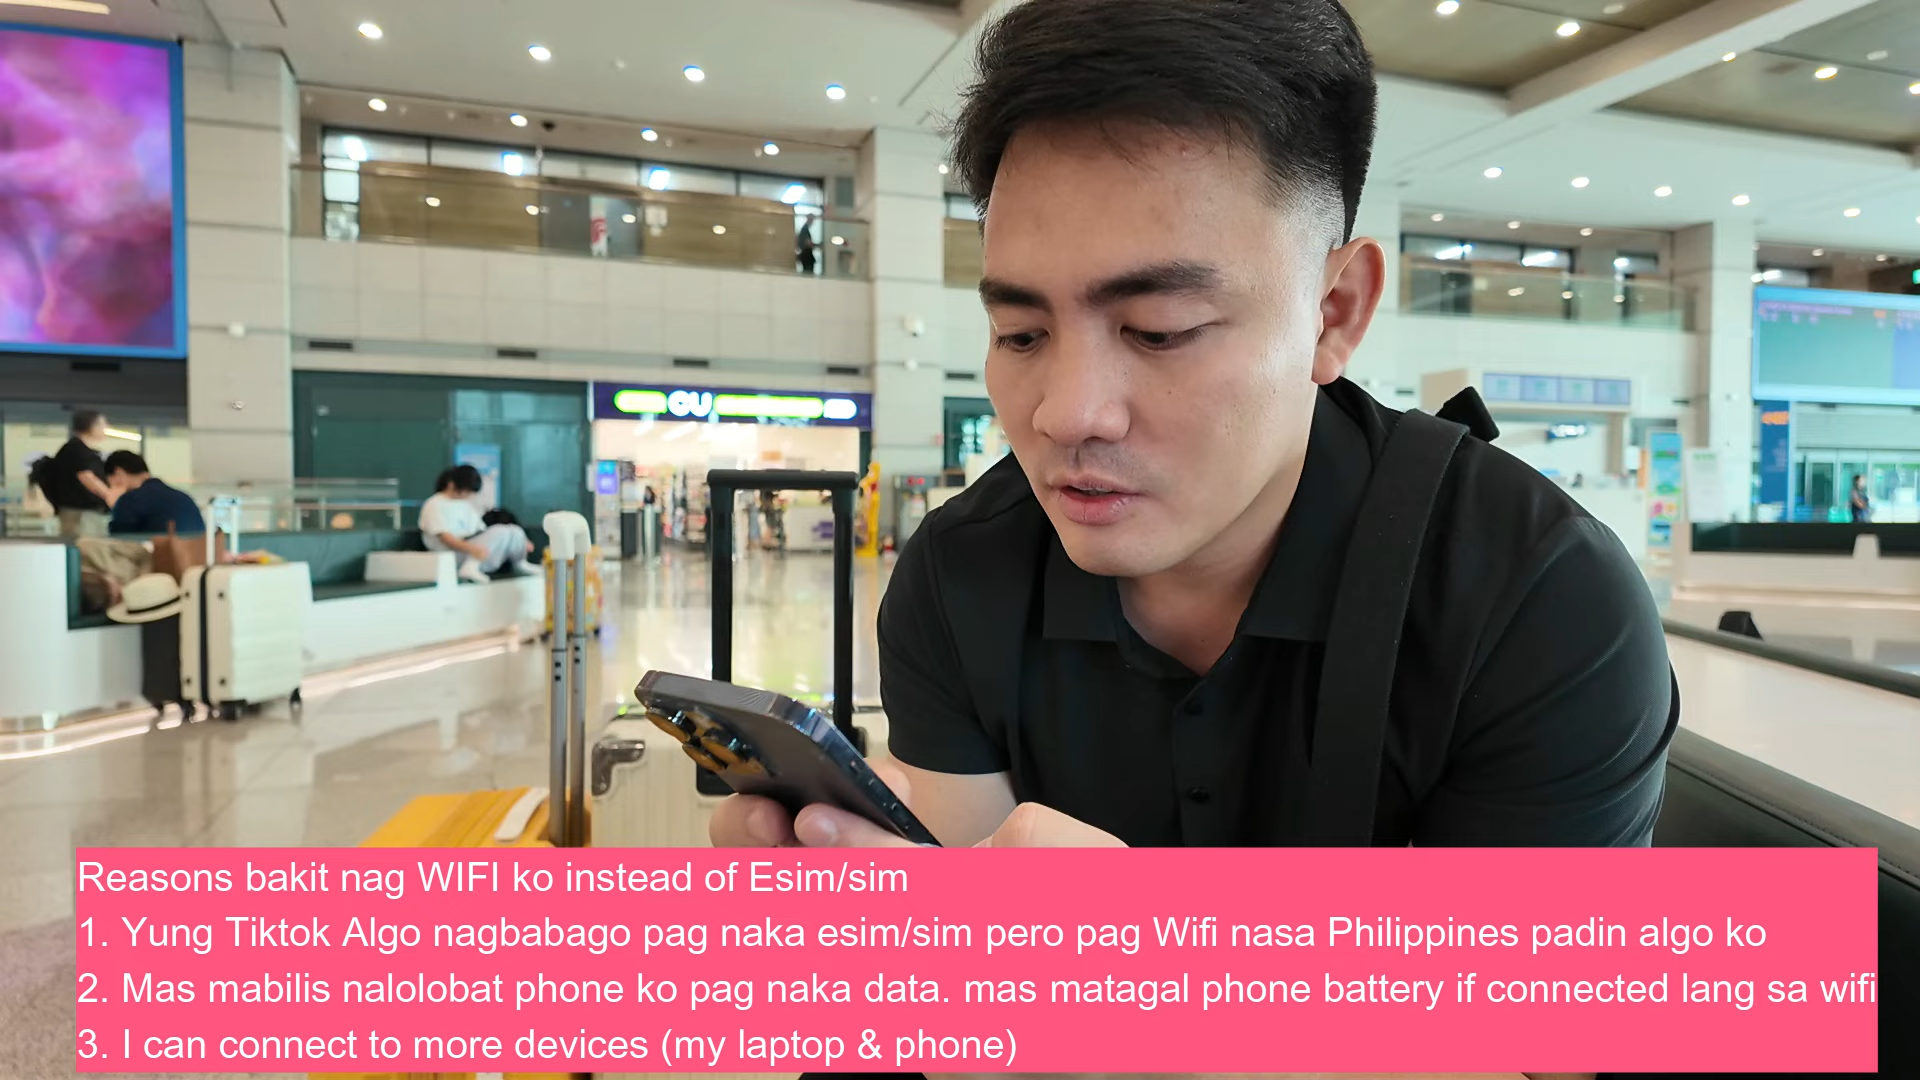 CU
Reasons bakit nag WIFI ko instead of Esim/sim
1. Yung Tiktok Algo nagbabago pag naka esim/sim pero pag Wifi nasa Philippines padin algo ko
2. Mas mabilis nalolobat phone ko pag naka data. mas matagal phone battery if connected lang sa wifi
3. I can connect to more devices (my laptop & phone)